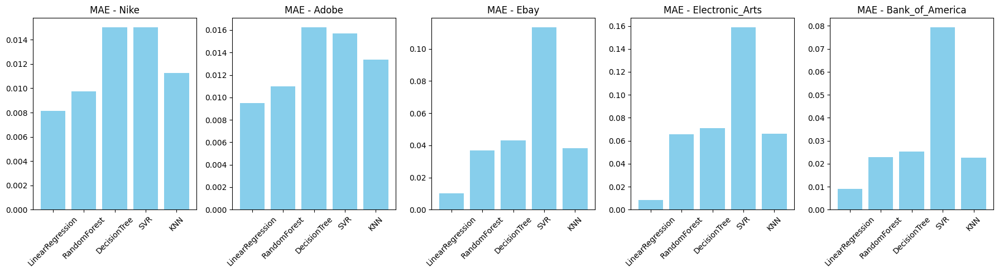 MAE - Nike
0.014
0.012
0.010
0.008
0.006
0.004
0.002
0.000
LinearRegression
RandomForest
DecisionTree
SVR
KNN
MAE - Adobe
0.016
0.014
0.012
0.010
0.008
0.006
0.004
0.002
0.000
LinearRegression
RandomForest
DecisionTree
SVR
KNN
MAE - Ebay
0.10
0.08
0.06
0.04
0.02
0.00
LinearRegression
RandomForest
DecisionTree
SVR
KNN
MAE - Electronic_Arts
0.16
0.14
0.12
0.10
0.08
0.06
0.04
0.02
0.00
LinearRegression
RandomForest
DecisionTree
SVR
KNN
MAE - Bank_of_America
0.08
0.07
0.06
0.05
0.04
0.03
0.02
0.01
0.00
LinearRegression
RandomForest
DecisionTree
SVR
KNN